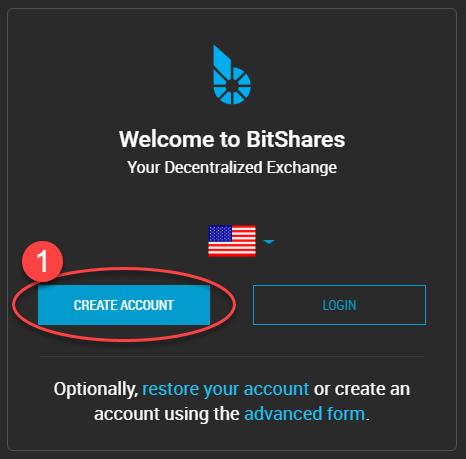 Welcome to BitShares
Your Decentralized Exchange
1
CREATE ACCOUNT
LOGIN
Optionally, restore your account or create an
account using the advanced form.